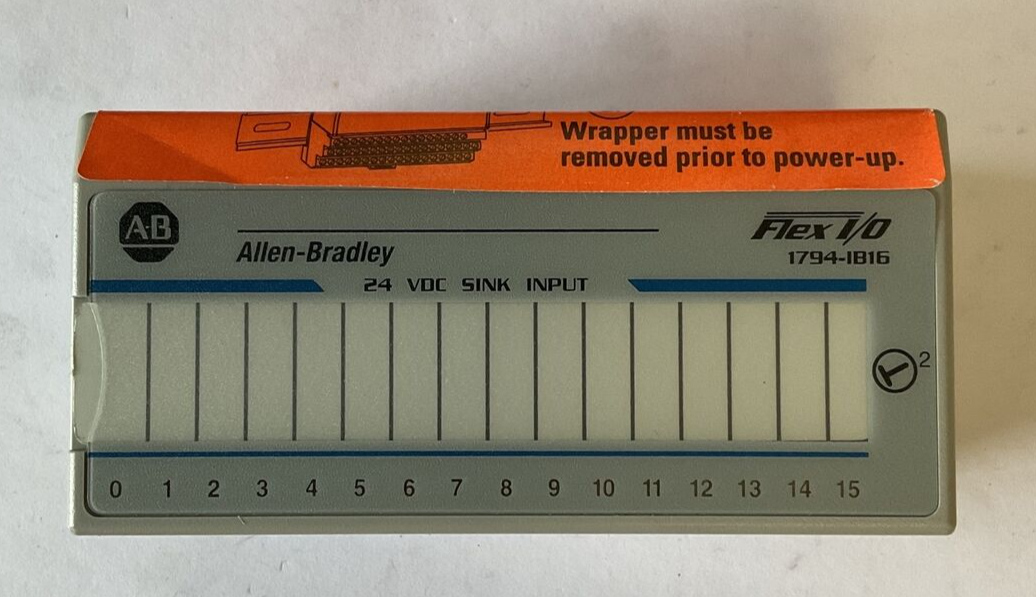 Wrapper must be
removed prior to power-up.
A-B
Allen-Bradley
Flex I/O
1794-IB16
24 VDC SINK INPUT
2
0 1 2 3 4 5 6 7 8 9 10 11 12 13 14 15